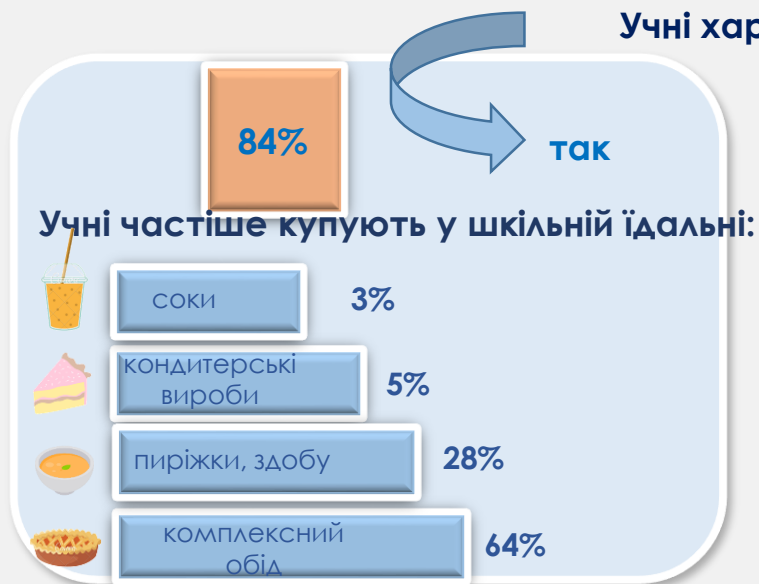 Учні хар
84%
так
Учні частіше купують у шкільній їдальні:
соки
3%
кондитерські
вироби
5%
пиріжки, здобу
28%
комплексний
обід
64%